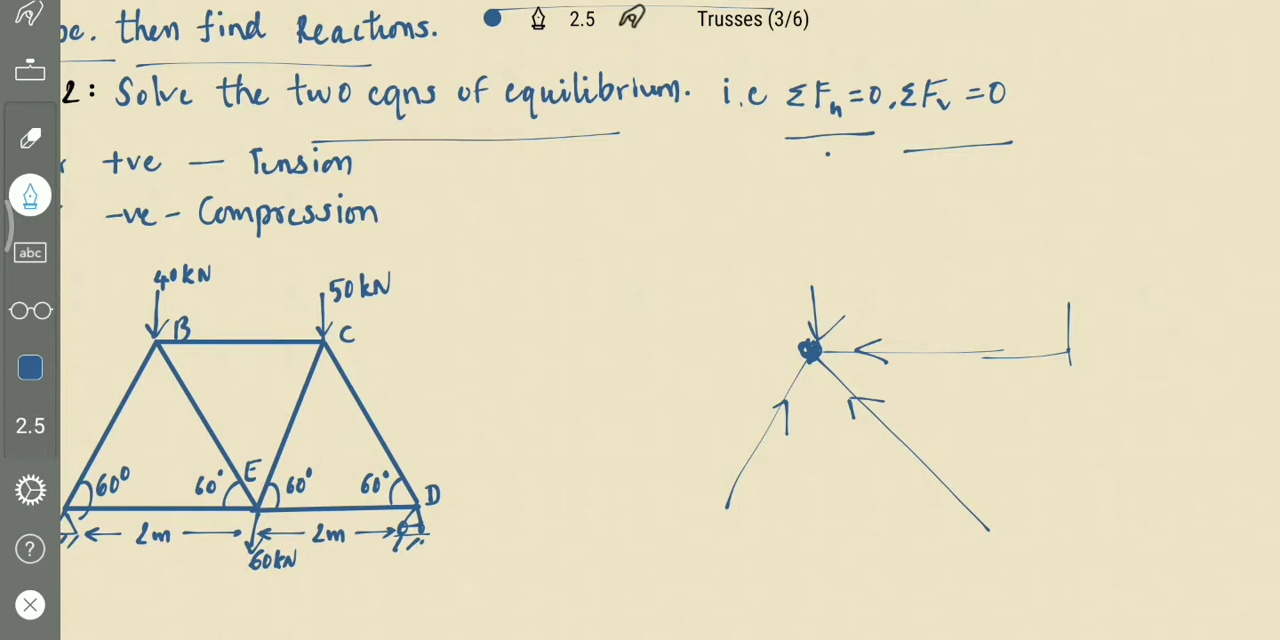 then find Reactions.
2.5
Trusses (3/6)
2: Solve the two eqns of equilibrium. i.e ΣFh=0, ΣFv=0
+ve — Tension
-ve - Compression
abc
40kN
50kN
B
C
2.5
60°
60°
E
60°
60°
D
2m
2m
60kN
?